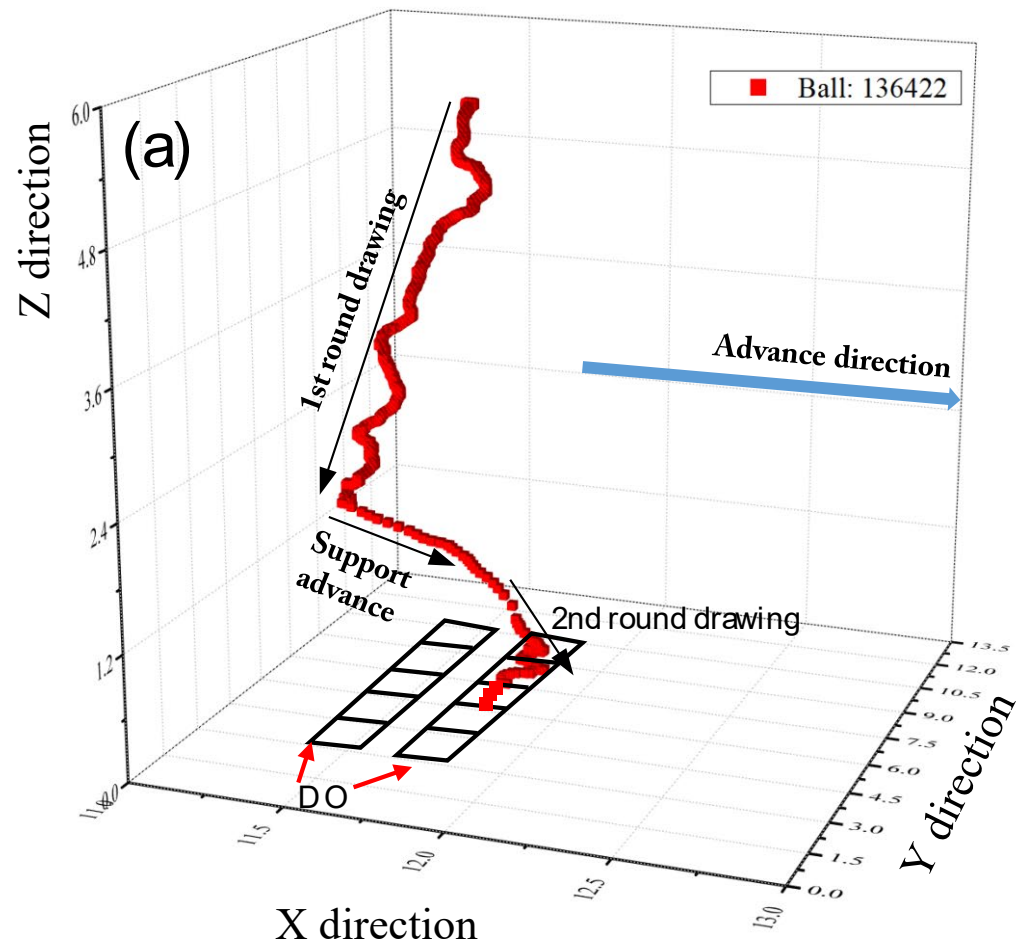 (a)
Ball: 136422
Z direction
6.0
4.8
3.6
2.4
1.2
1st round drawing
Advance direction
Support
advance
2nd round drawing
DO
11.5
12.0
12.5
13.0
X direction
13.5
12.0
10.5
9.0
7.5
6.0
4.5
3.0
1.5
0.0
Y direction